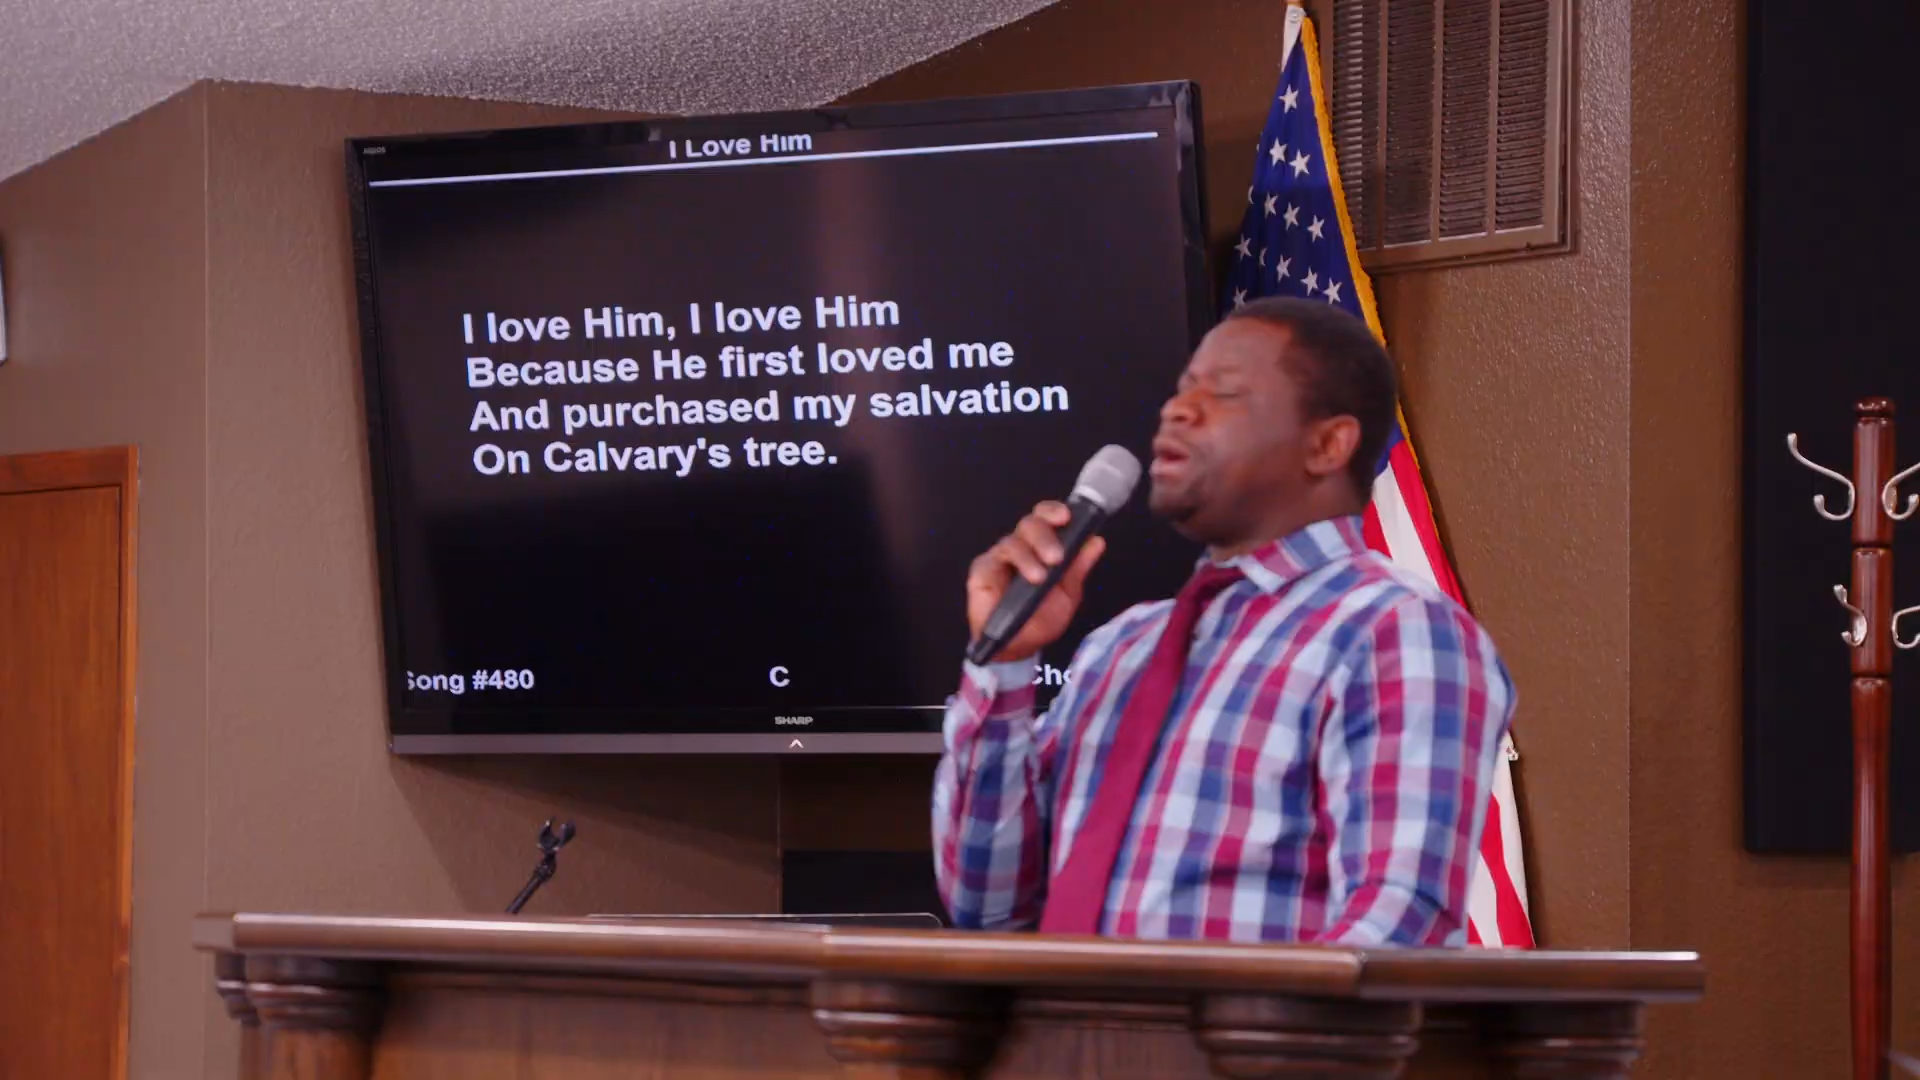 I Love Him
I love Him, I love Him
Because He first loved me
And purchased my salvation
On Calvary's tree.
Song #480
C
SHARP